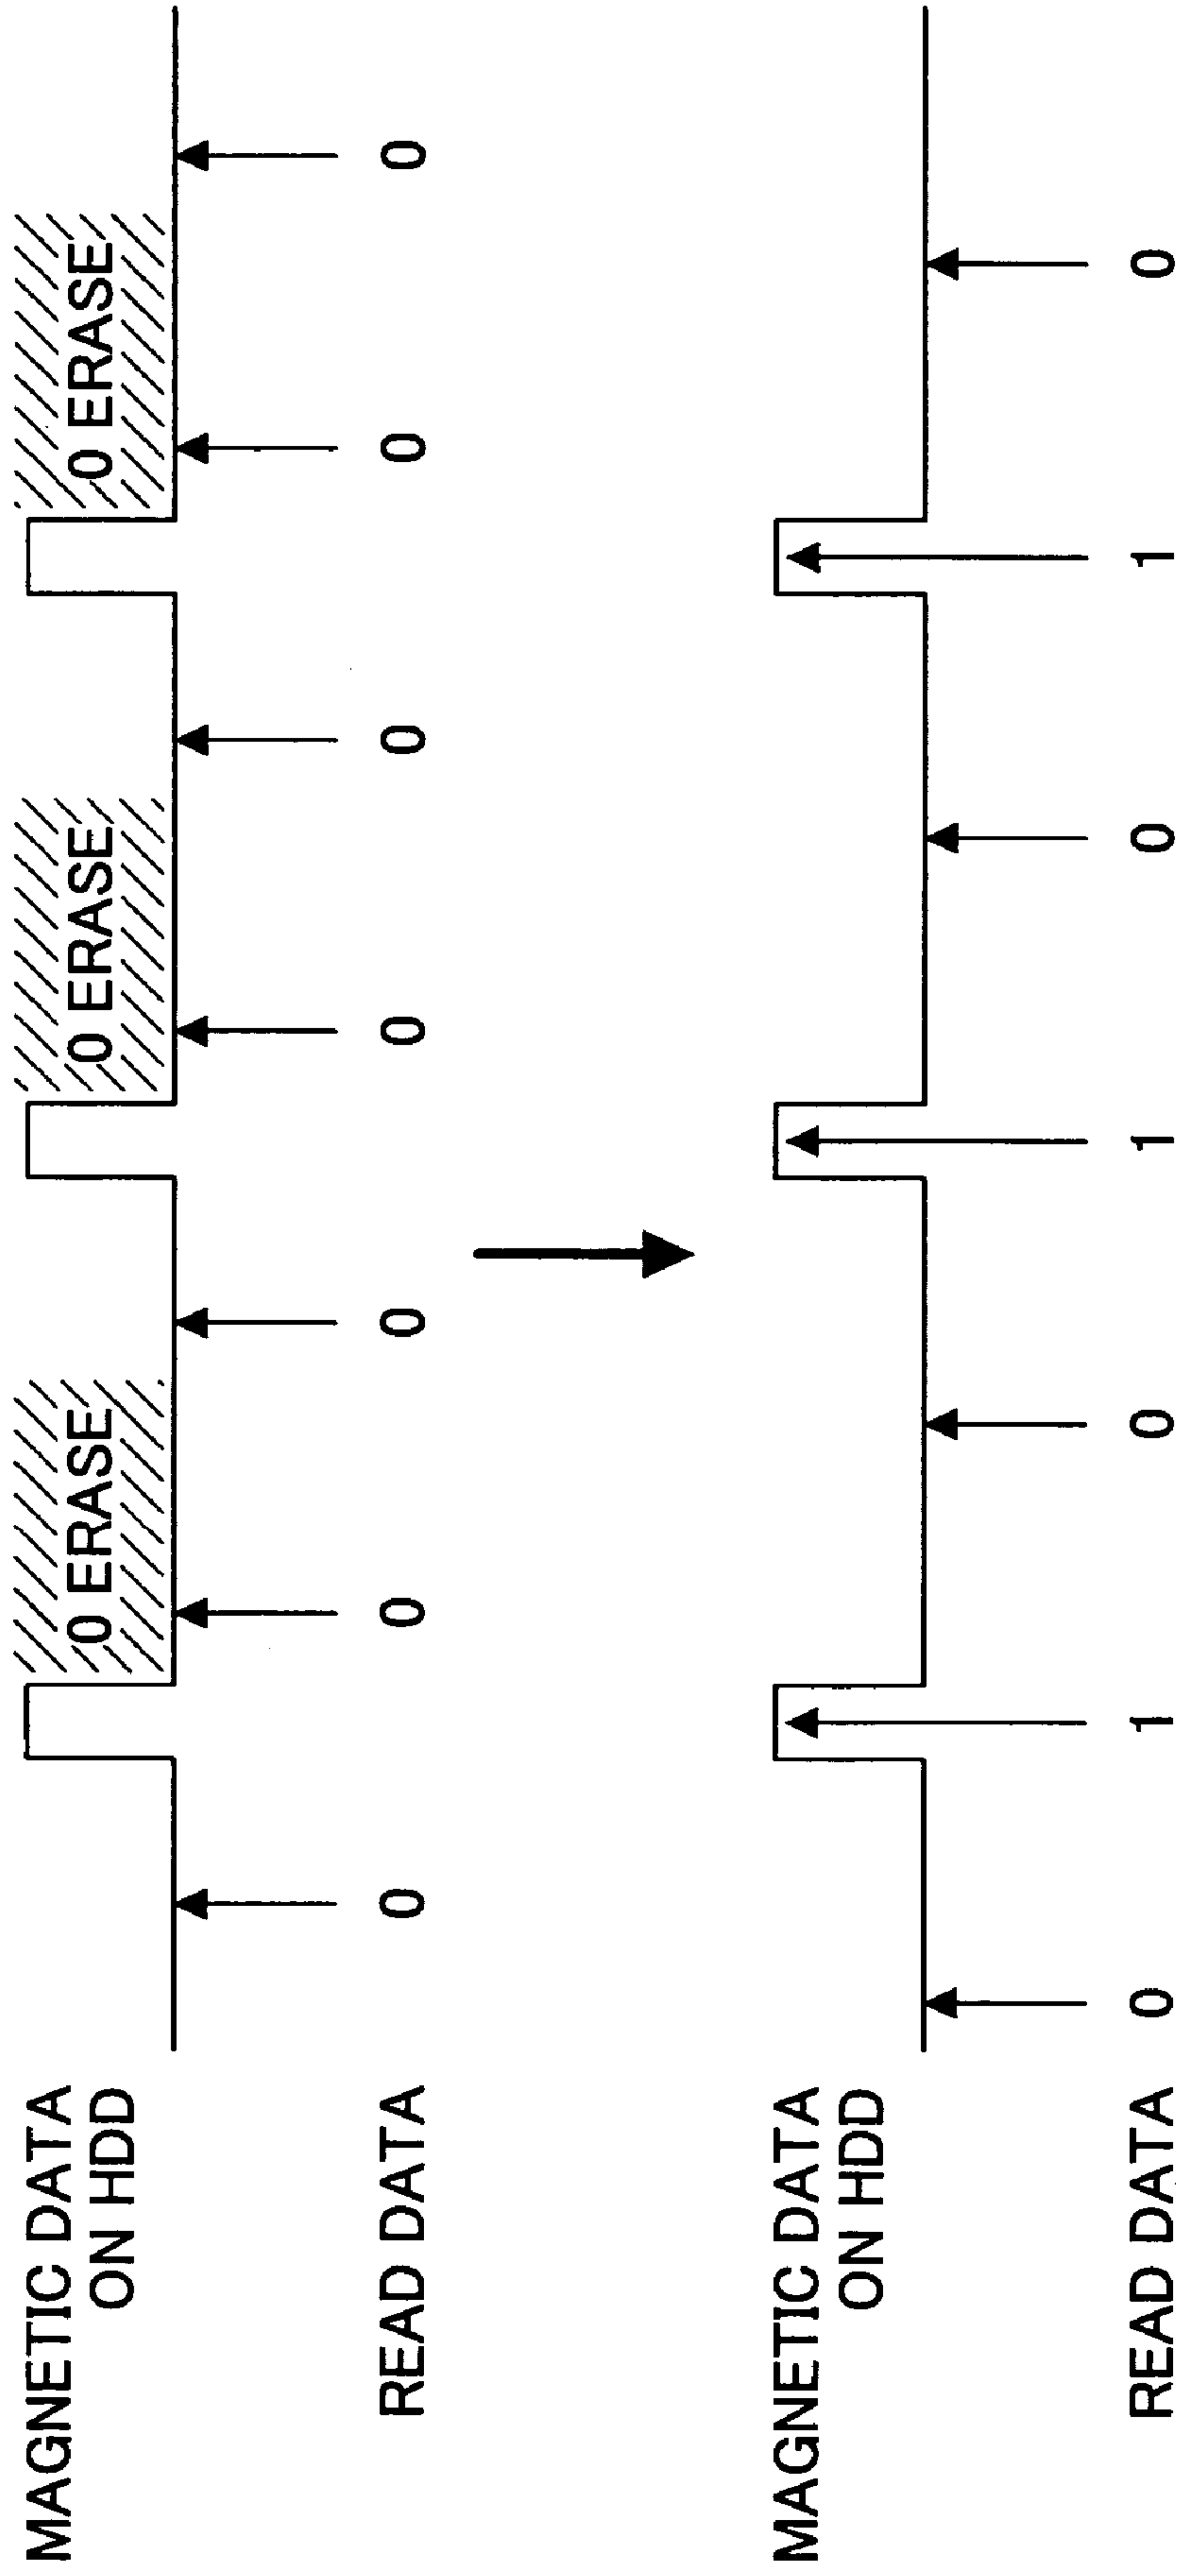 MAGNETIC DATA
ON HDD
0 ERASE 0 ERASE 0 ERASE
READ DATA 0 0 0 0 0 0 0
MAGNETIC DATA
ON HDD
READ DATA 0 1 0 1 0 1 0